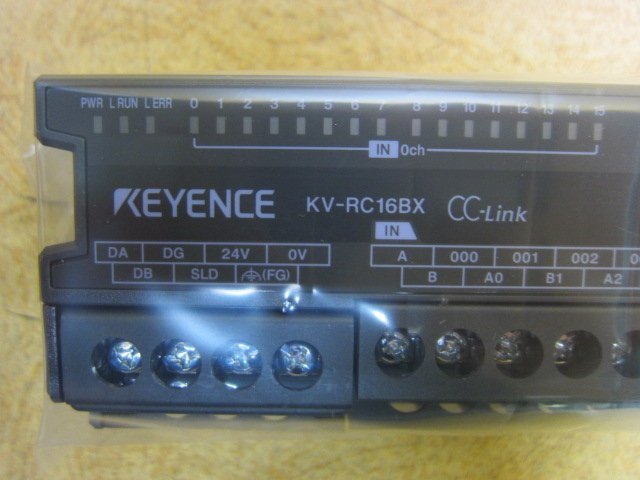 PWR L RUN L ERR 0 1 2 3 4 5 6 7 8 9 10 11 12 13 14 15
IN 0ch
KEYENCE KV-RC16BX CC-Link
IN
DA DG 24V 0V A 000 001 002
DB SLD (FG) B A0 B1 A2